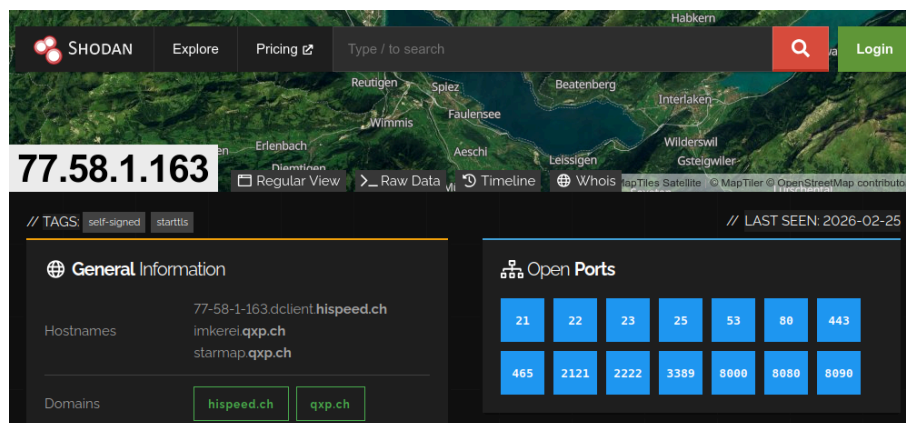 Habkern
SHODAN Explore Pricing Type / to search Login
Reutigen Spiez Beatenberg Interlaken
Wimmis Faulensee
Erlenbach Aeschi Leissigen Wilderswil
Diemtigen Gsteigwiler
77.58.1.163
Regular View >_ Raw Data Timeline Whois MapTiles Satellite © MapTiler © OpenStreetMap contributo
// TAGS: self-signed starttls // LAST SEEN: 2026-02-25
General Information
Hostnames
77-58-1-163.dclient.hispeed.ch
imkerei.qxp.ch
starmap.qxp.ch
Domains hispeed.ch qxp.ch
Open Ports
21 22 23 25 53 80 443
465 2121 2222 3389 8000 8080 8090